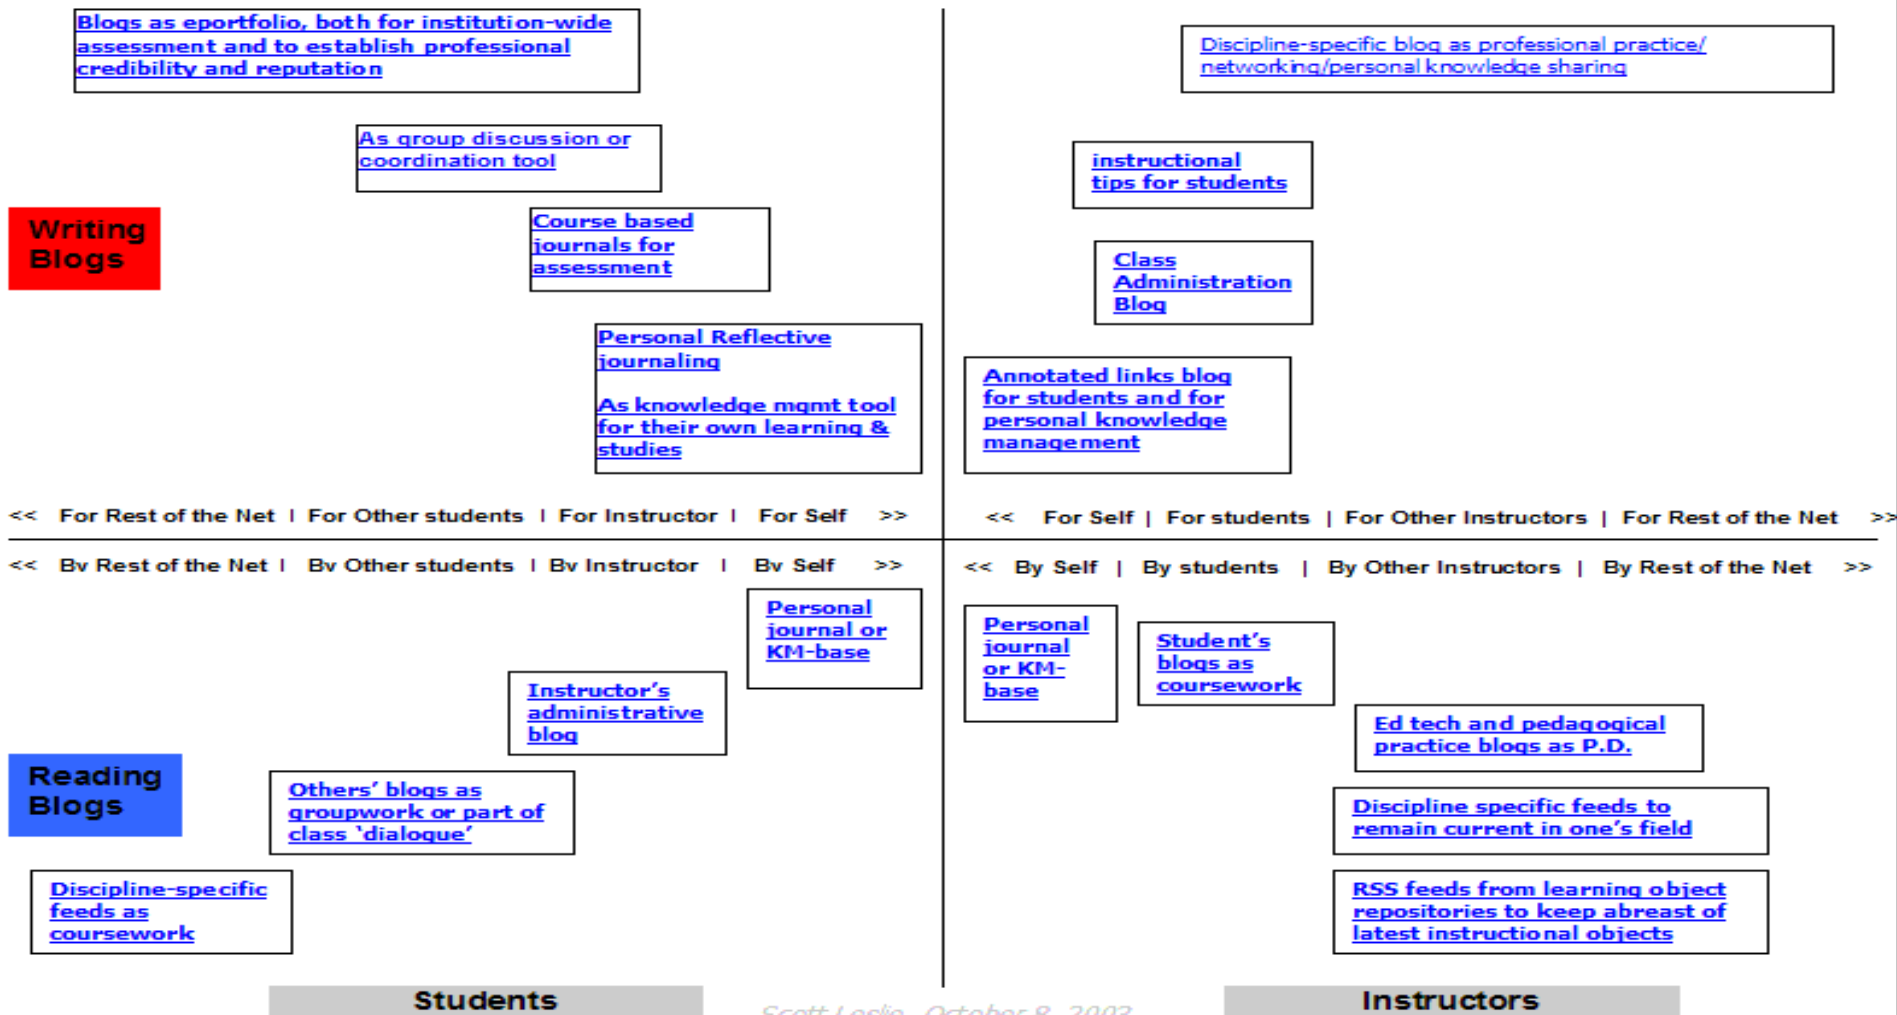 Blogs as eportfolio, both for institution-wide
assessment and to establish professional
credibility and reputation
As group discussion or
coordination tool
Writing
Blogs
Course based
journals for
assessment
Personal Reflective
journaling
As knowledge mgmt tool
for their own learning &
studies
Discipline-specific blog as professional practice/
networking/personal knowledge sharing
instructional
tips for students
Class
Administration
Blog
Annotated links blog
for students and for
personal knowledge
management
<< For Rest of the Net | For Other students | For Instructor | For Self >>
<< For Self | For students | For Other Instructors | For Rest of the Net >>
<< By Rest of the Net | By Other students | By Instructor | By Self >>
<< By Self | By students | By Other Instructors | By Rest of the Net >>
Personal
journal or
KM-base
Instructor's
administrative
blog
Reading
Blogs
Others' blogs as
groupwork or part of
class 'dialogue'
Discipline-specific
feeds as
coursework
Personal
journal
or KM-
base
Student's
blogs as
coursework
Ed tech and pedagogical
practice blogs as P.D.
Discipline specific feeds to
remain current in one's field
RSS feeds from learning object
repositories to keep abreast of
latest instructional objects
Students
Scott Leslie, October 8, 2003
Instructors